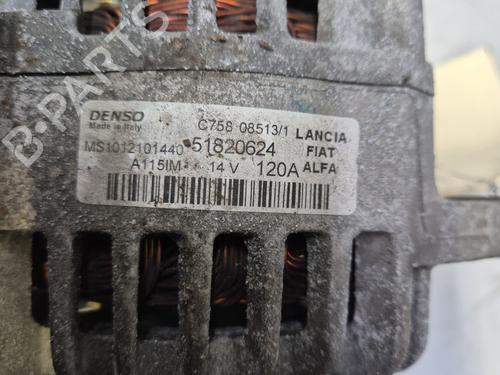 B-PARTS
DENSO C758 08513/1 LANCIA
Made in Italy
MS1012101440 51820624 FIAT
A115IM 14 V 120A ALFA